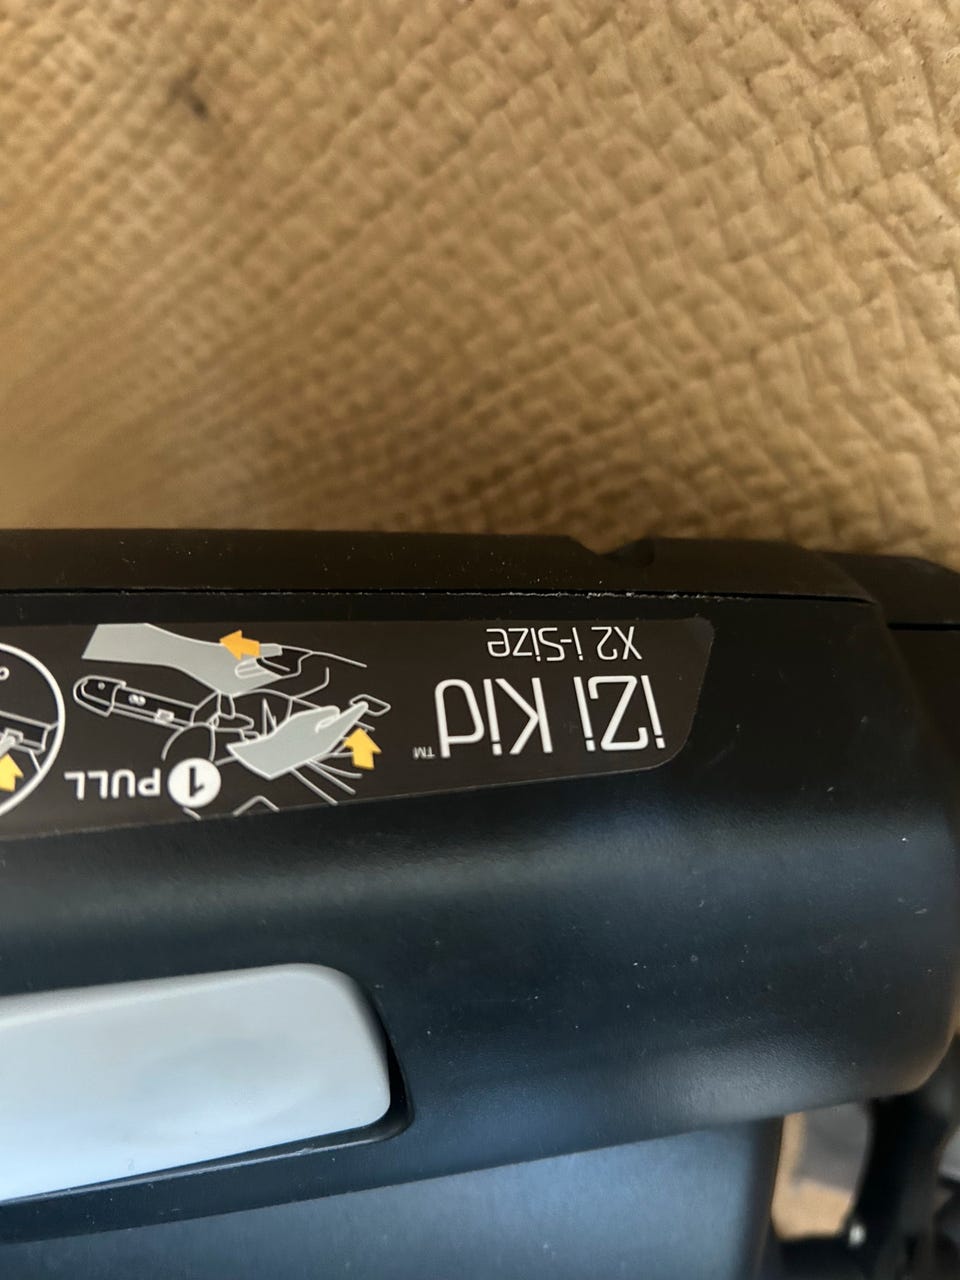 iZi Kid™
X2 i-Size
1 PULL